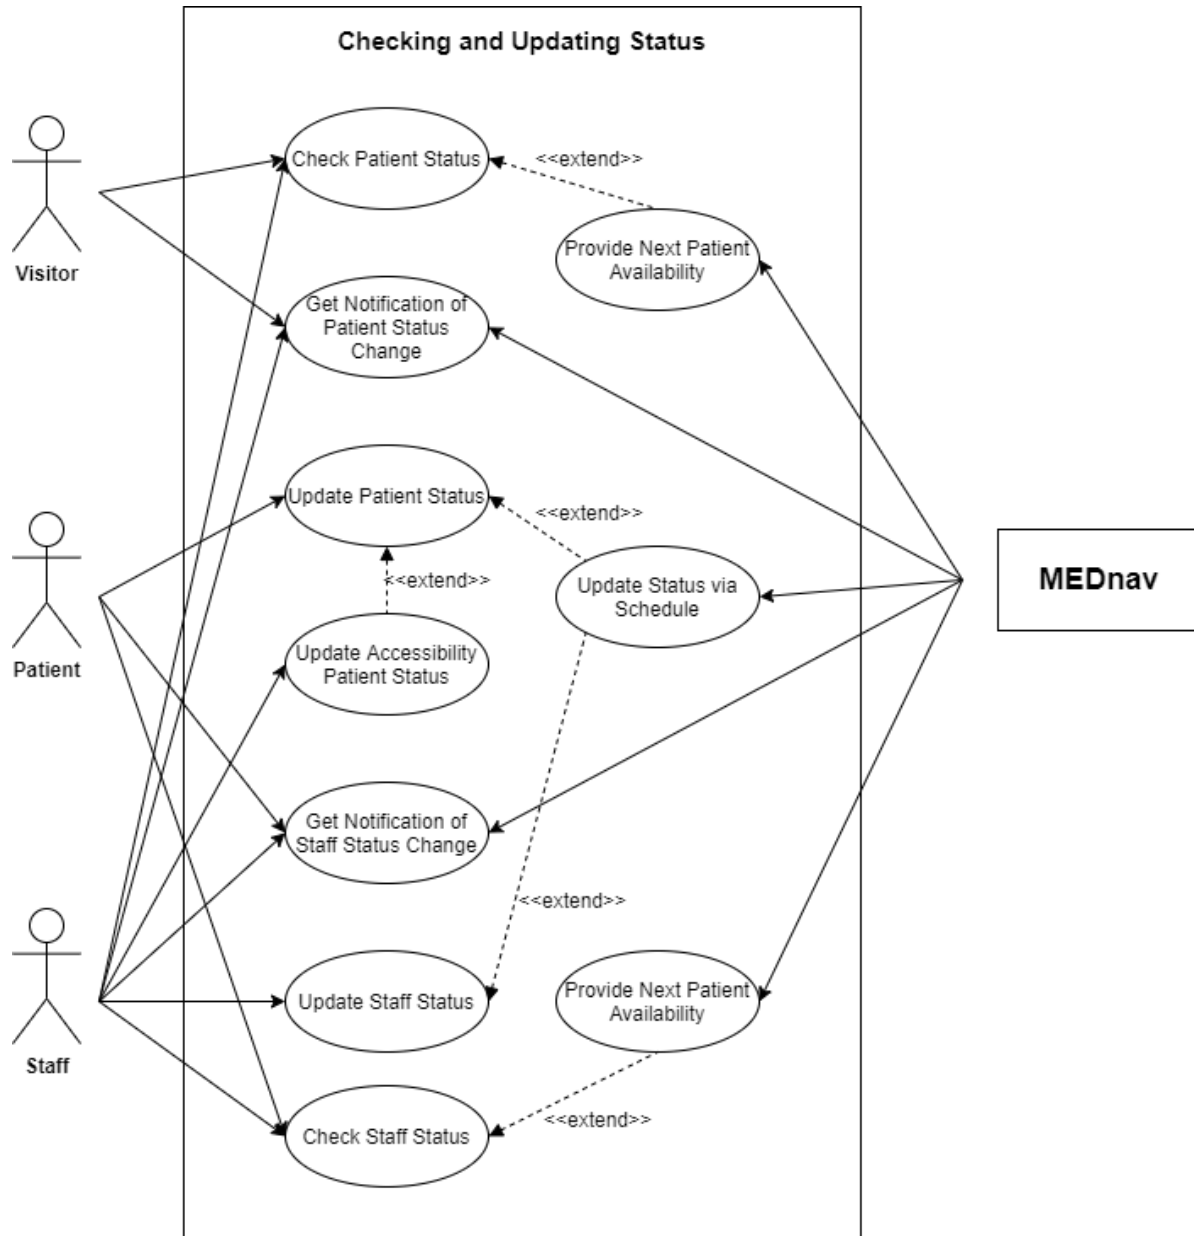 Checking and Updating Status
Visitor
Check Patient Status
<<extend>>
Provide Next Patient
Availability
Get Notification of
Patient Status
Change
Patient
Update Patient Status
<<extend>>
<<extend>>
Update Status via
Schedule
MEDnav
Update Accessibility
Patient Status
Get Notification of
Staff Status Change
<<extend>>
Staff
Update Staff Status
Provide Next Patient
Availability
<<extend>>
Check Staff Status